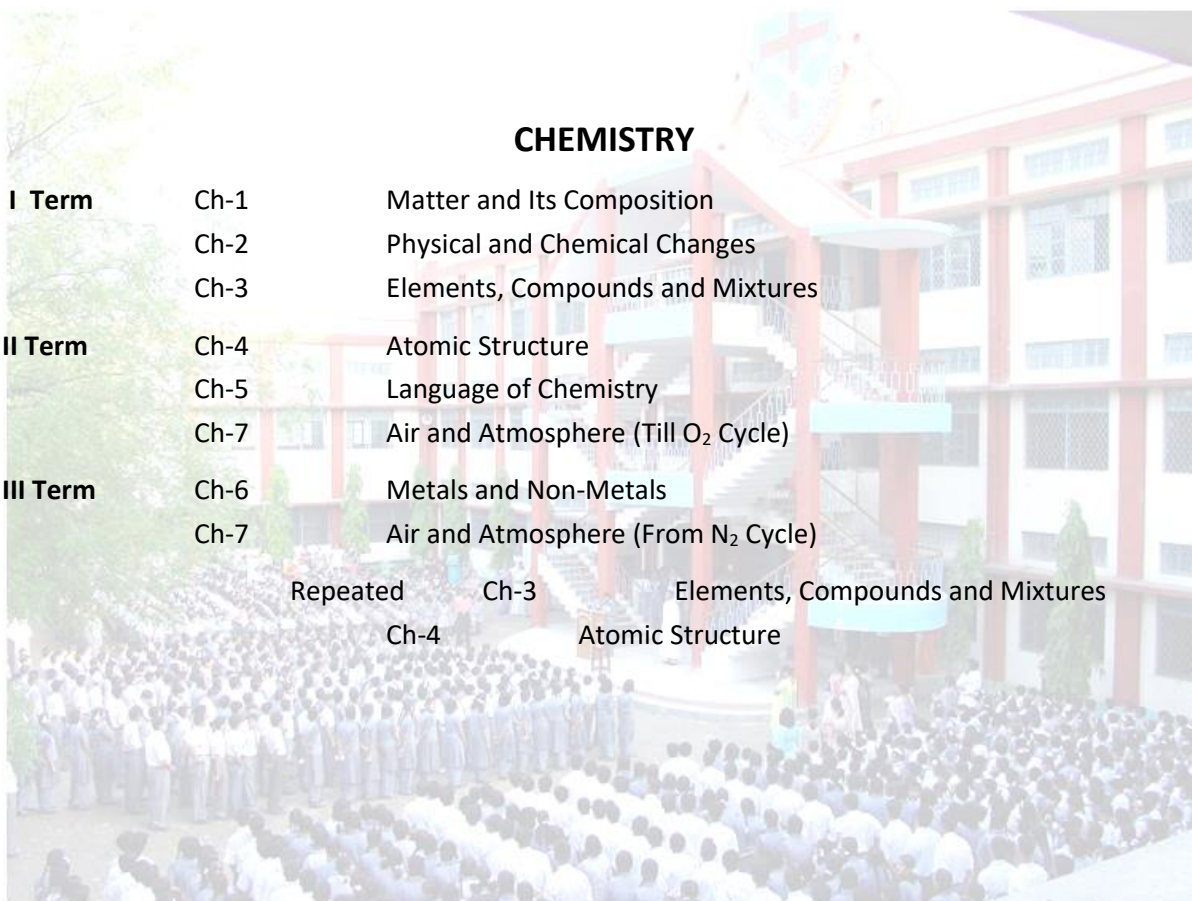 CHEMISTRY
I Term Ch-1 Matter and Its Composition
Ch-2 Physical and Chemical Changes
Ch-3 Elements, Compounds and Mixtures
II Term Ch-4 Atomic Structure
Ch-5 Language of Chemistry
Ch-7 Air and Atmosphere (Till O₂ Cycle)
III Term Ch-6 Metals and Non-Metals
Ch-7 Air and Atmosphere (From N₂ Cycle)
Repeated Ch-3 Elements, Compounds and Mixtures
Ch-4 Atomic Structure